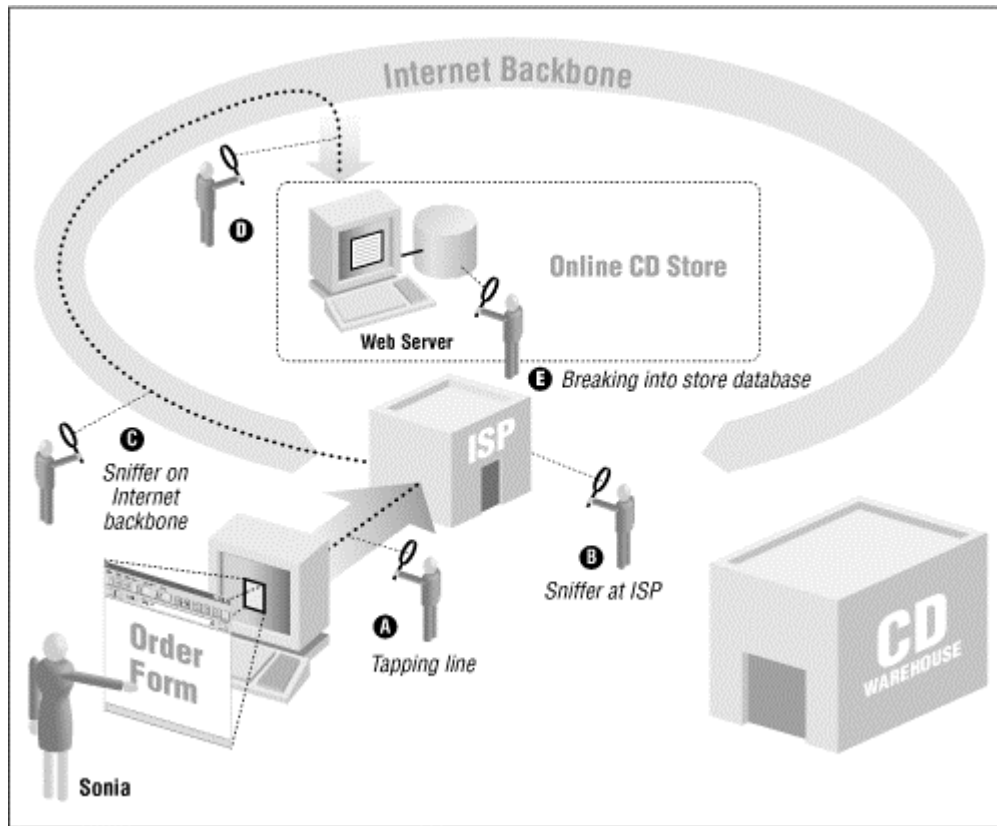 Internet Backbone
D
Online CD Store
Web Server
E Breaking into store database
ISP
C
Sniffer on
Internet
backbone
B
Sniffer at ISP
A
Tapping line
Order
Form
CD
WAREHOUSE
Sonia